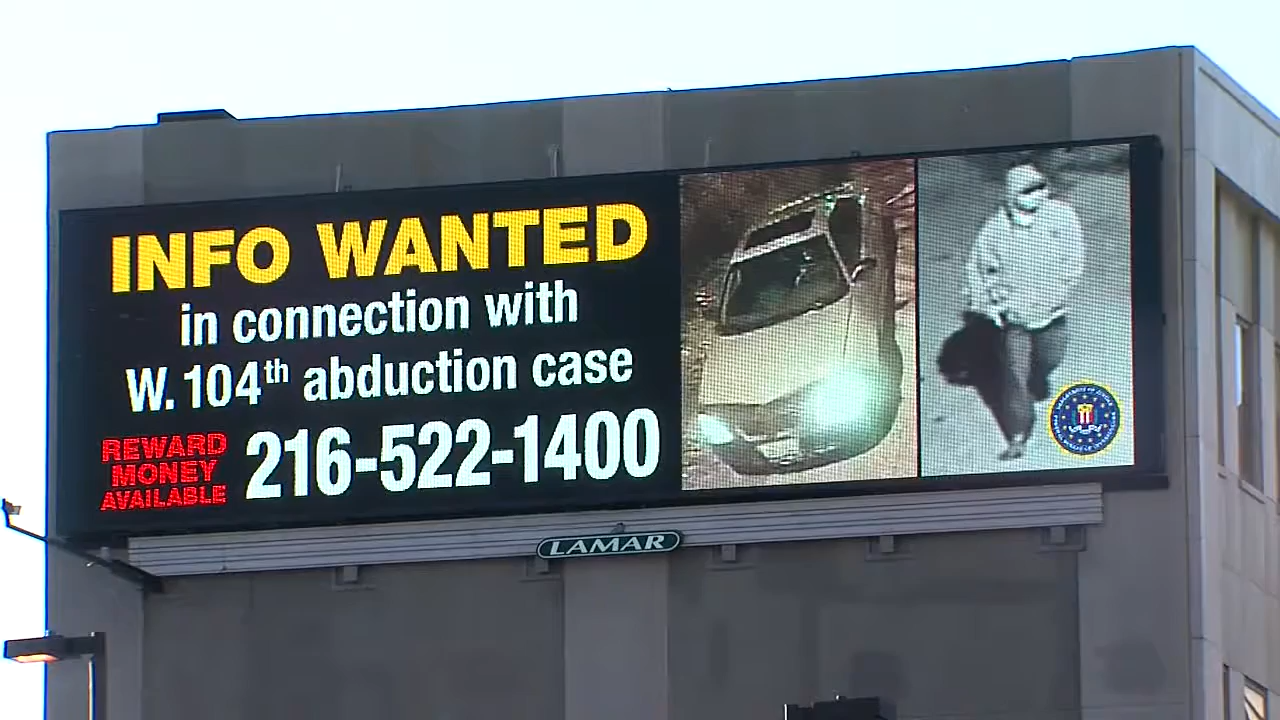 INFO WANTED
in connection with
W. 104th abduction case
REWARD
MONEY
AVAILABLE
216-522-1400
LAMAR